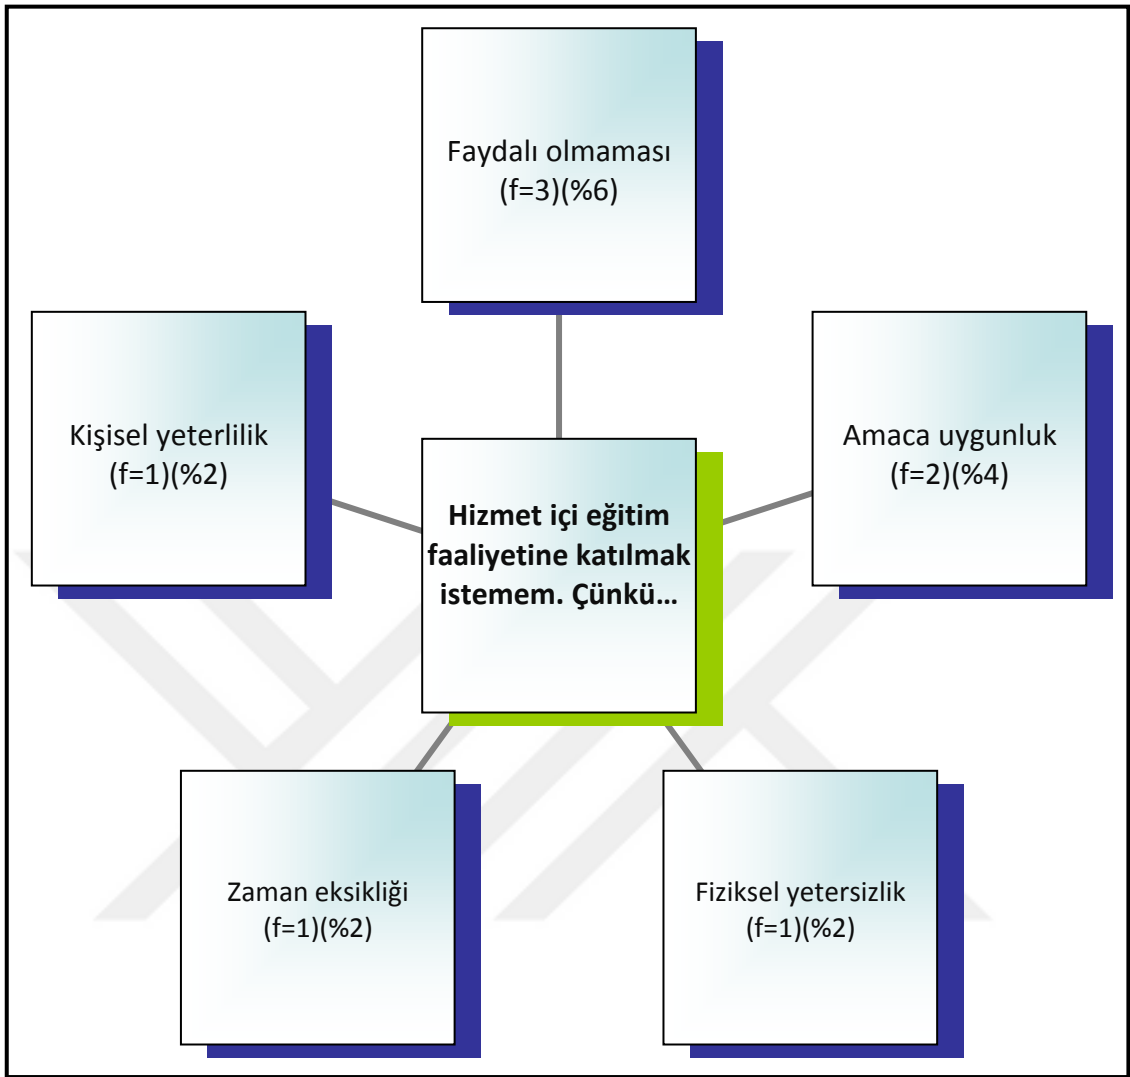 Faydalı olmaması
(f=3)(%6)
Kişisel yeterlilik
(f=1)(%2)
Amaca uygunluk
(f=2)(%4)
Hizmet içi eğitim
faaliyetine katılmak
istemem. Çünkü…
Zaman eksikliği
(f=1)(%2)
Fiziksel yetersizlik
(f=1)(%2)